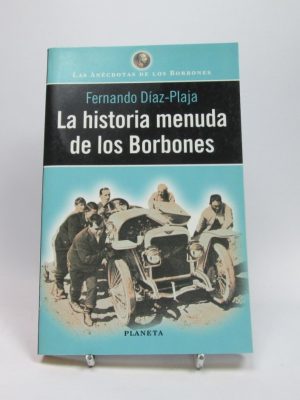 LAS ANÉCDOTAS DE LOS BORBONES
Fernando Díaz-Plaja
La historia menuda
de los Borbones
PLANETA